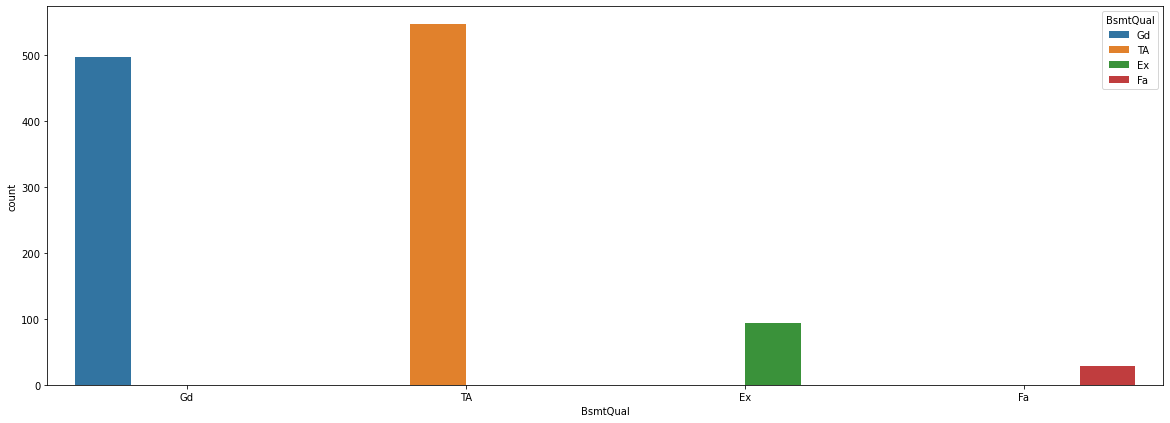 BsmtQual
Gd
TA
Ex
Fa
500
400
300
200
100
0
count
Gd TA Ex Fa
BsmtQual